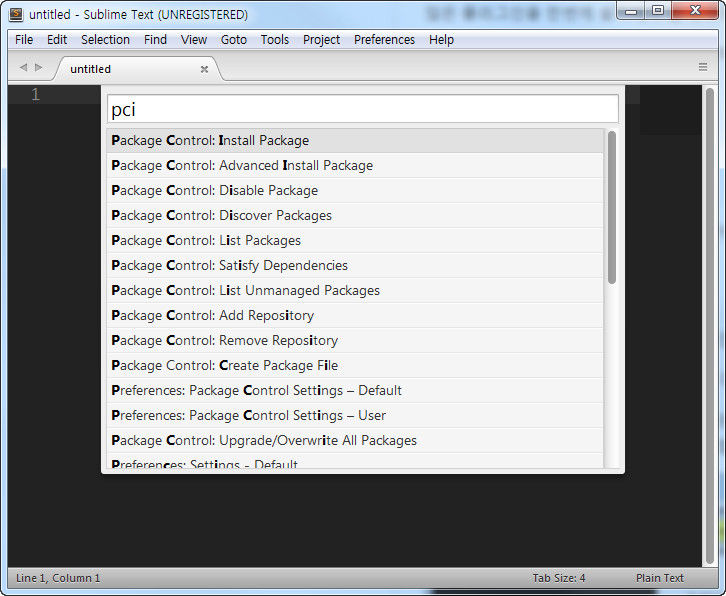 untitled - Sublime Text (UNREGISTERED)
File Edit Selection Find View Goto Tools Project Preferences Help
untitled
1
pci
Package Control: Install Package
Package Control: Advanced Install Package
Package Control: Disable Package
Package Control: Discover Packages
Package Control: List Packages
Package Control: Satisfy Dependencies
Package Control: List Unmanaged Packages
Package Control: Add Repository
Package Control: Remove Repository
Package Control: Create Package File
Preferences: Package Control Settings – Default
Preferences: Package Control Settings – User
Package Control: Upgrade/Overwrite All Packages
Preferences: Settings - Default
Line 1, Column 1
Tab Size: 4
Plain Text